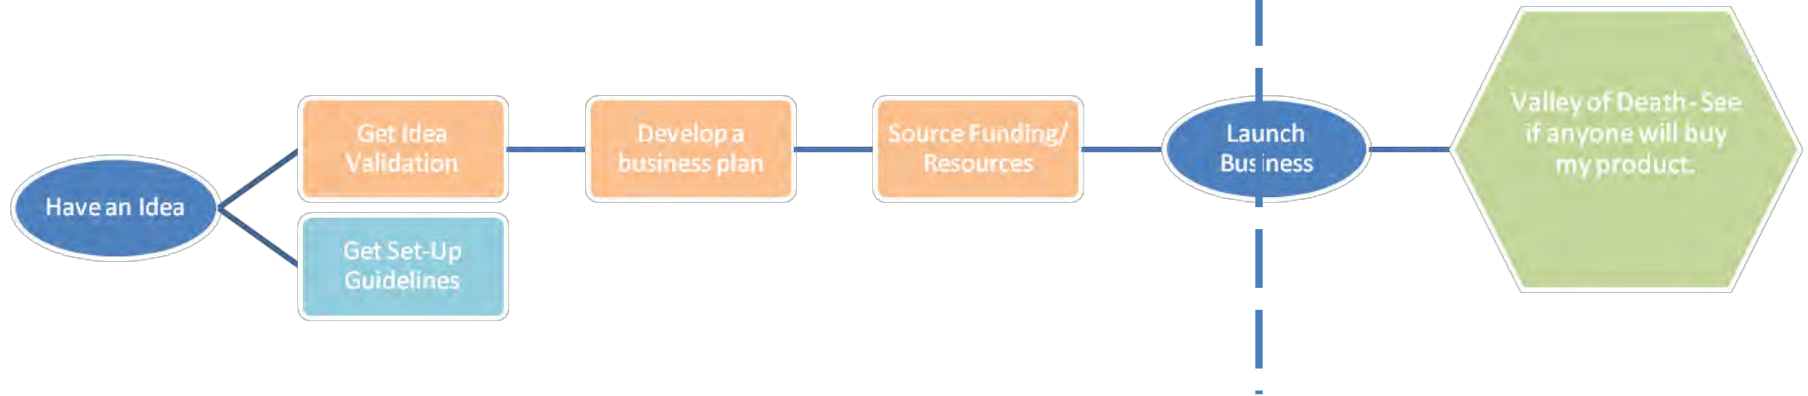 Have an Idea
Get Idea
Validation
Get Set-Up
Guidelines
Develop a
business plan
Source Funding/
Resources
Launch
Business
Valley of Death - See
if anyone will buy
my product.